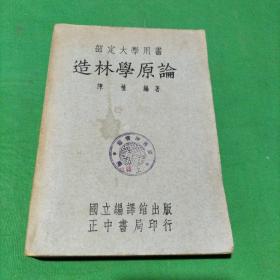 部定大學用書
造林學原論
陳植編著
國立編譯館出版
正中書局印行